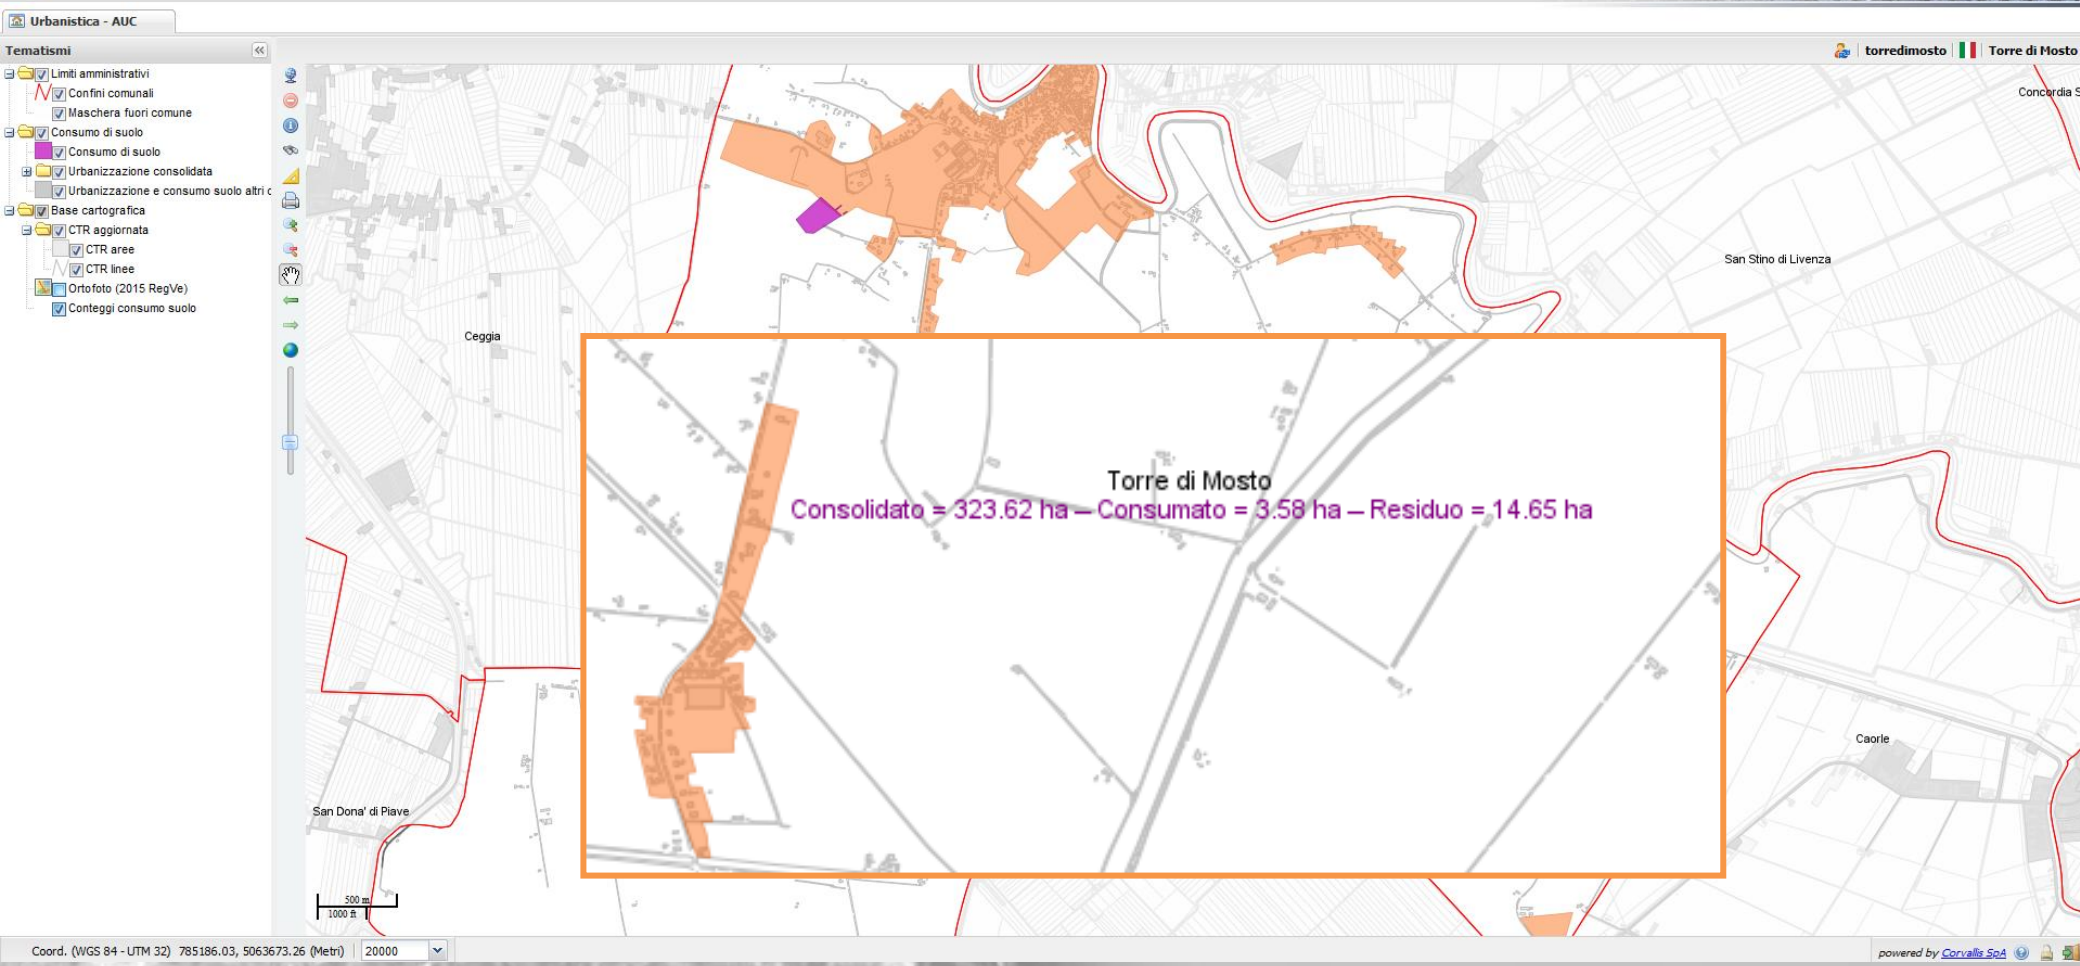 Urbanistica - AUC
Tematismi
torredimosto
Torre di Mosto
Limiti amministrativi
Confini comunali
Maschera fuori comune
Consumo di suolo
Consumo di suolo
Urbanizzazione consolidata
Urbanizzazione e consumo suolo altri c
Base cartografica
CTR aggiornata
CTR aree
CTR linee
Ortofoto (2015 RegVe)
Conteggi consumo suolo
Concordia S
San Stino di Livenza
Ceggia
Torre di Mosto
Consolidato = 323.62 ha – Consumato = 3.58 ha – Residuo = 14.65 ha
Caorle
San Dona' di Piave
500 m
1000 ft
Coord. (WGS 84 - UTM 32) 785186.03, 5063673.26 (Metri)
20000
powered by Corvallis SpA